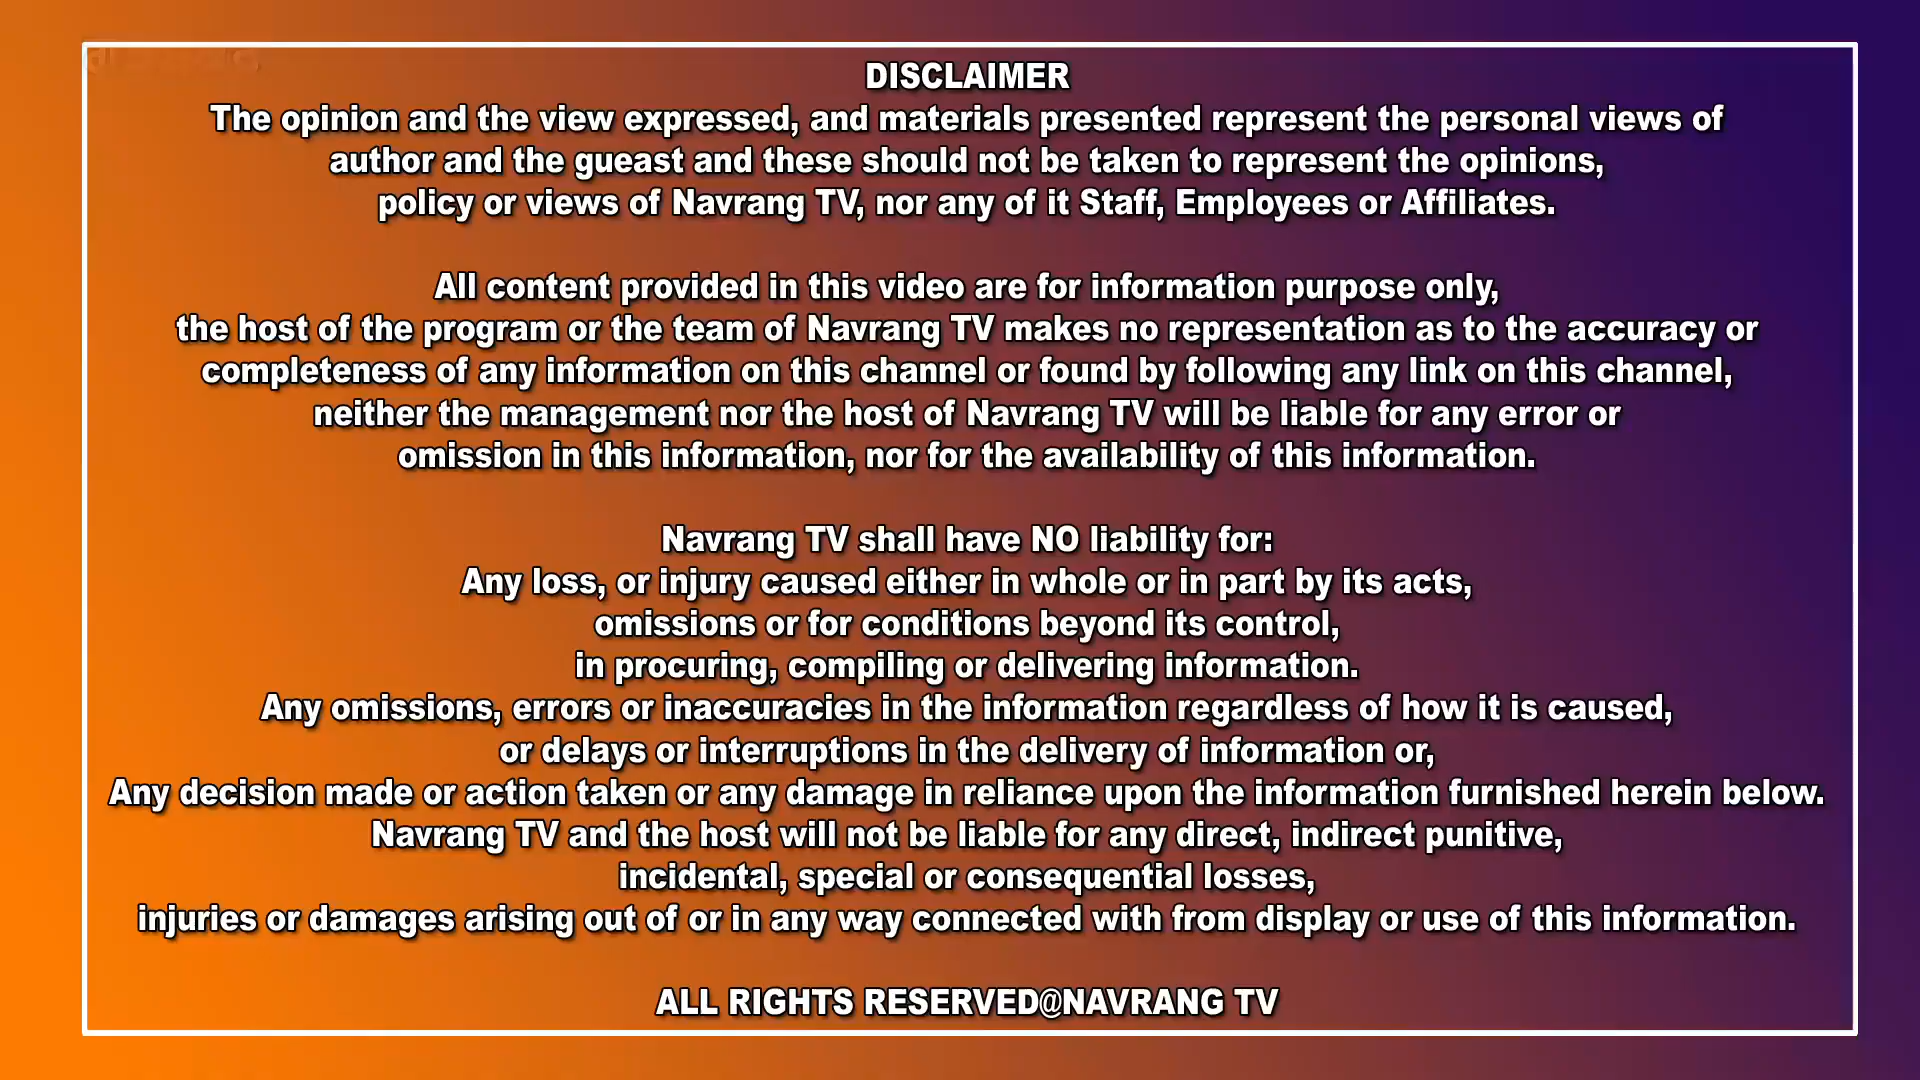 DISCLAIMER
The opinion and the view expressed, and materials presented represent the personal views of
author and the gueast and these should not be taken to represent the opinions,
policy or views of Navrang TV, nor any of it Staff, Employees or Affiliates.
All content provided in this video are for information purpose only,
the host of the program or the team of Navrang TV makes no representation as to the accuracy or
completeness of any information on this channel or found by following any link on this channel,
neither the management nor the host of Navrang TV will be liable for any error or
omission in this information, nor for the availability of this information.
Navrang TV shall have NO liability for:
Any loss, or injury caused either in whole or in part by its acts,
omissions or for conditions beyond its control,
in procuring, compiling or delivering information.
Any omissions, errors or inaccuracies in the information regardless of how it is caused,
or delays or interruptions in the delivery of information or,
Any decision made or action taken or any damage in reliance upon the information furnished herein below.
Navrang TV and the host will not be liable for any direct, indirect punitive,
incidental, special or consequential losses,
injuries or damages arising out of or in any way connected with from display or use of this information.
ALL RIGHTS RESERVED@NAVRANG TV